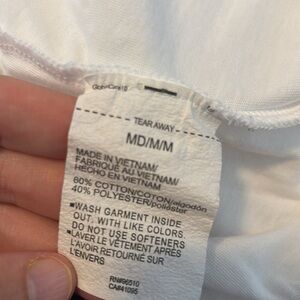 TEAR AWAY
MD/M/M
MADE IN VIETNAM/
FABRIQUÉ AU VIETNAM/
HECHO EN VIETNAM
60% COTTON/COTON/algodón
40% POLYESTER/poliéster
■WASH GARMENT INSIDE
OUT. WITH LIKE COLORS
DO NOT USE SOFTENERS
■LAVER LE VÊTEMENT APRÈS
L'AVOIR RETOURNÉ SUR
L'ENVERS
RN#96510
CA#41095